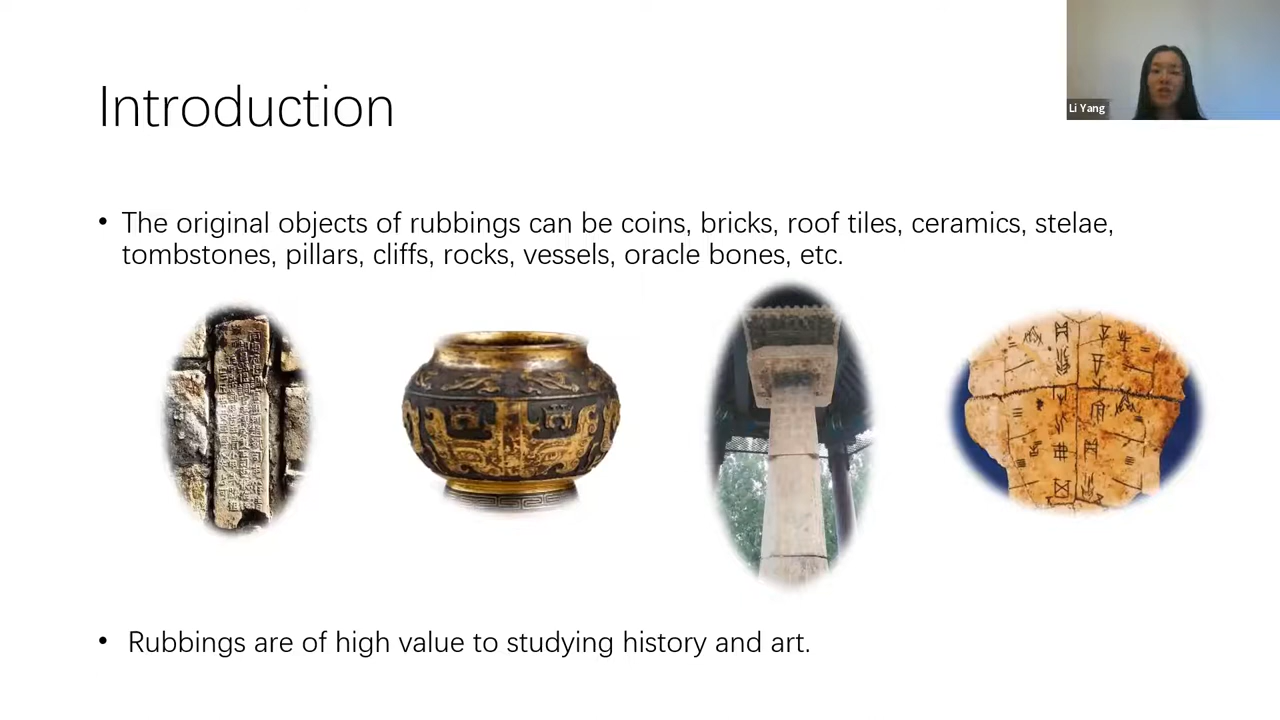 Introduction
Li Yang
• The original objects of rubbings can be coins, bricks, roof tiles, ceramics, stelae,
tombstones, pillars, cliffs, rocks, vessels, oracle bones, etc.
• Rubbings are of high value to studying history and art.